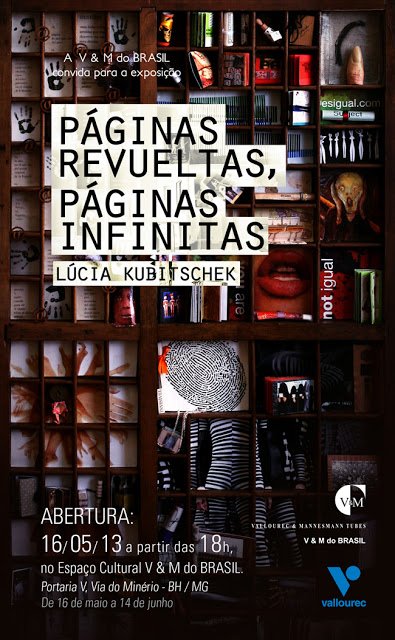 A V & M do BRASIL
convida para a exposição
PÁGINAS
REVUELTAS,
PÁGINAS
INFINITAS
LÚCIA KUBITSCHEK
esigual.com
not igual
are
ABERTURA:
16/05/13 a partir das 18h,
no Espaço Cultural V & M do BRASIL.
Portaria V, Via do Minério - BH / MG
De 16 de maio a 14 de junho
V&M
VALLOUREC & MANNESMANN TUBES
V & M do BRASIL
vallourec